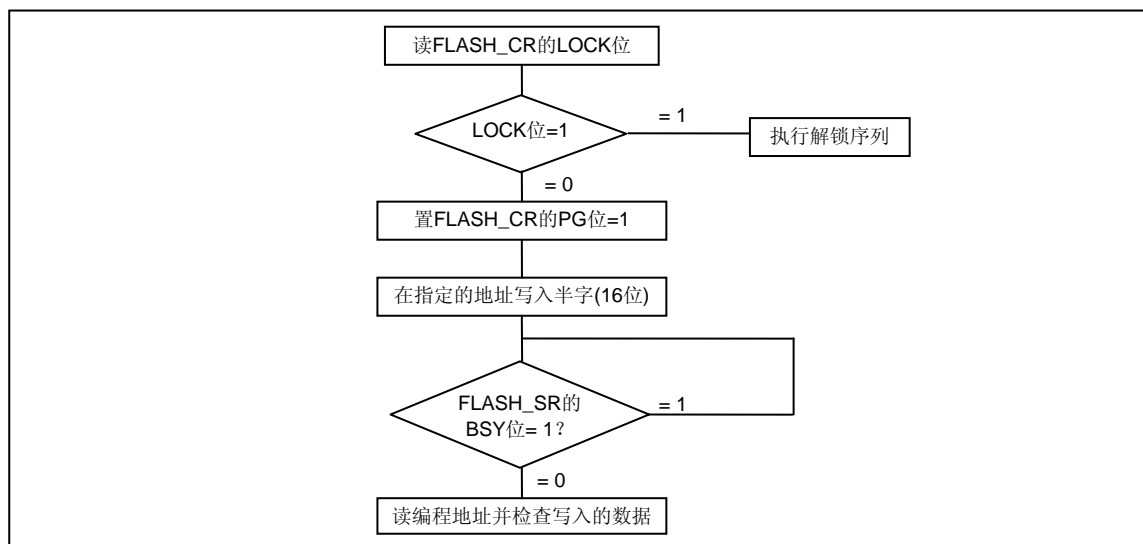 读FLASH_CR的LOCK位
LOCK位=1
= 1
执行解锁序列
= 0
置FLASH_CR的PG位=1
在指定的地址写入半字(16位)
FLASH_SR的
BSY位= 1?
= 1
= 0
读编程地址并检查写入的数据